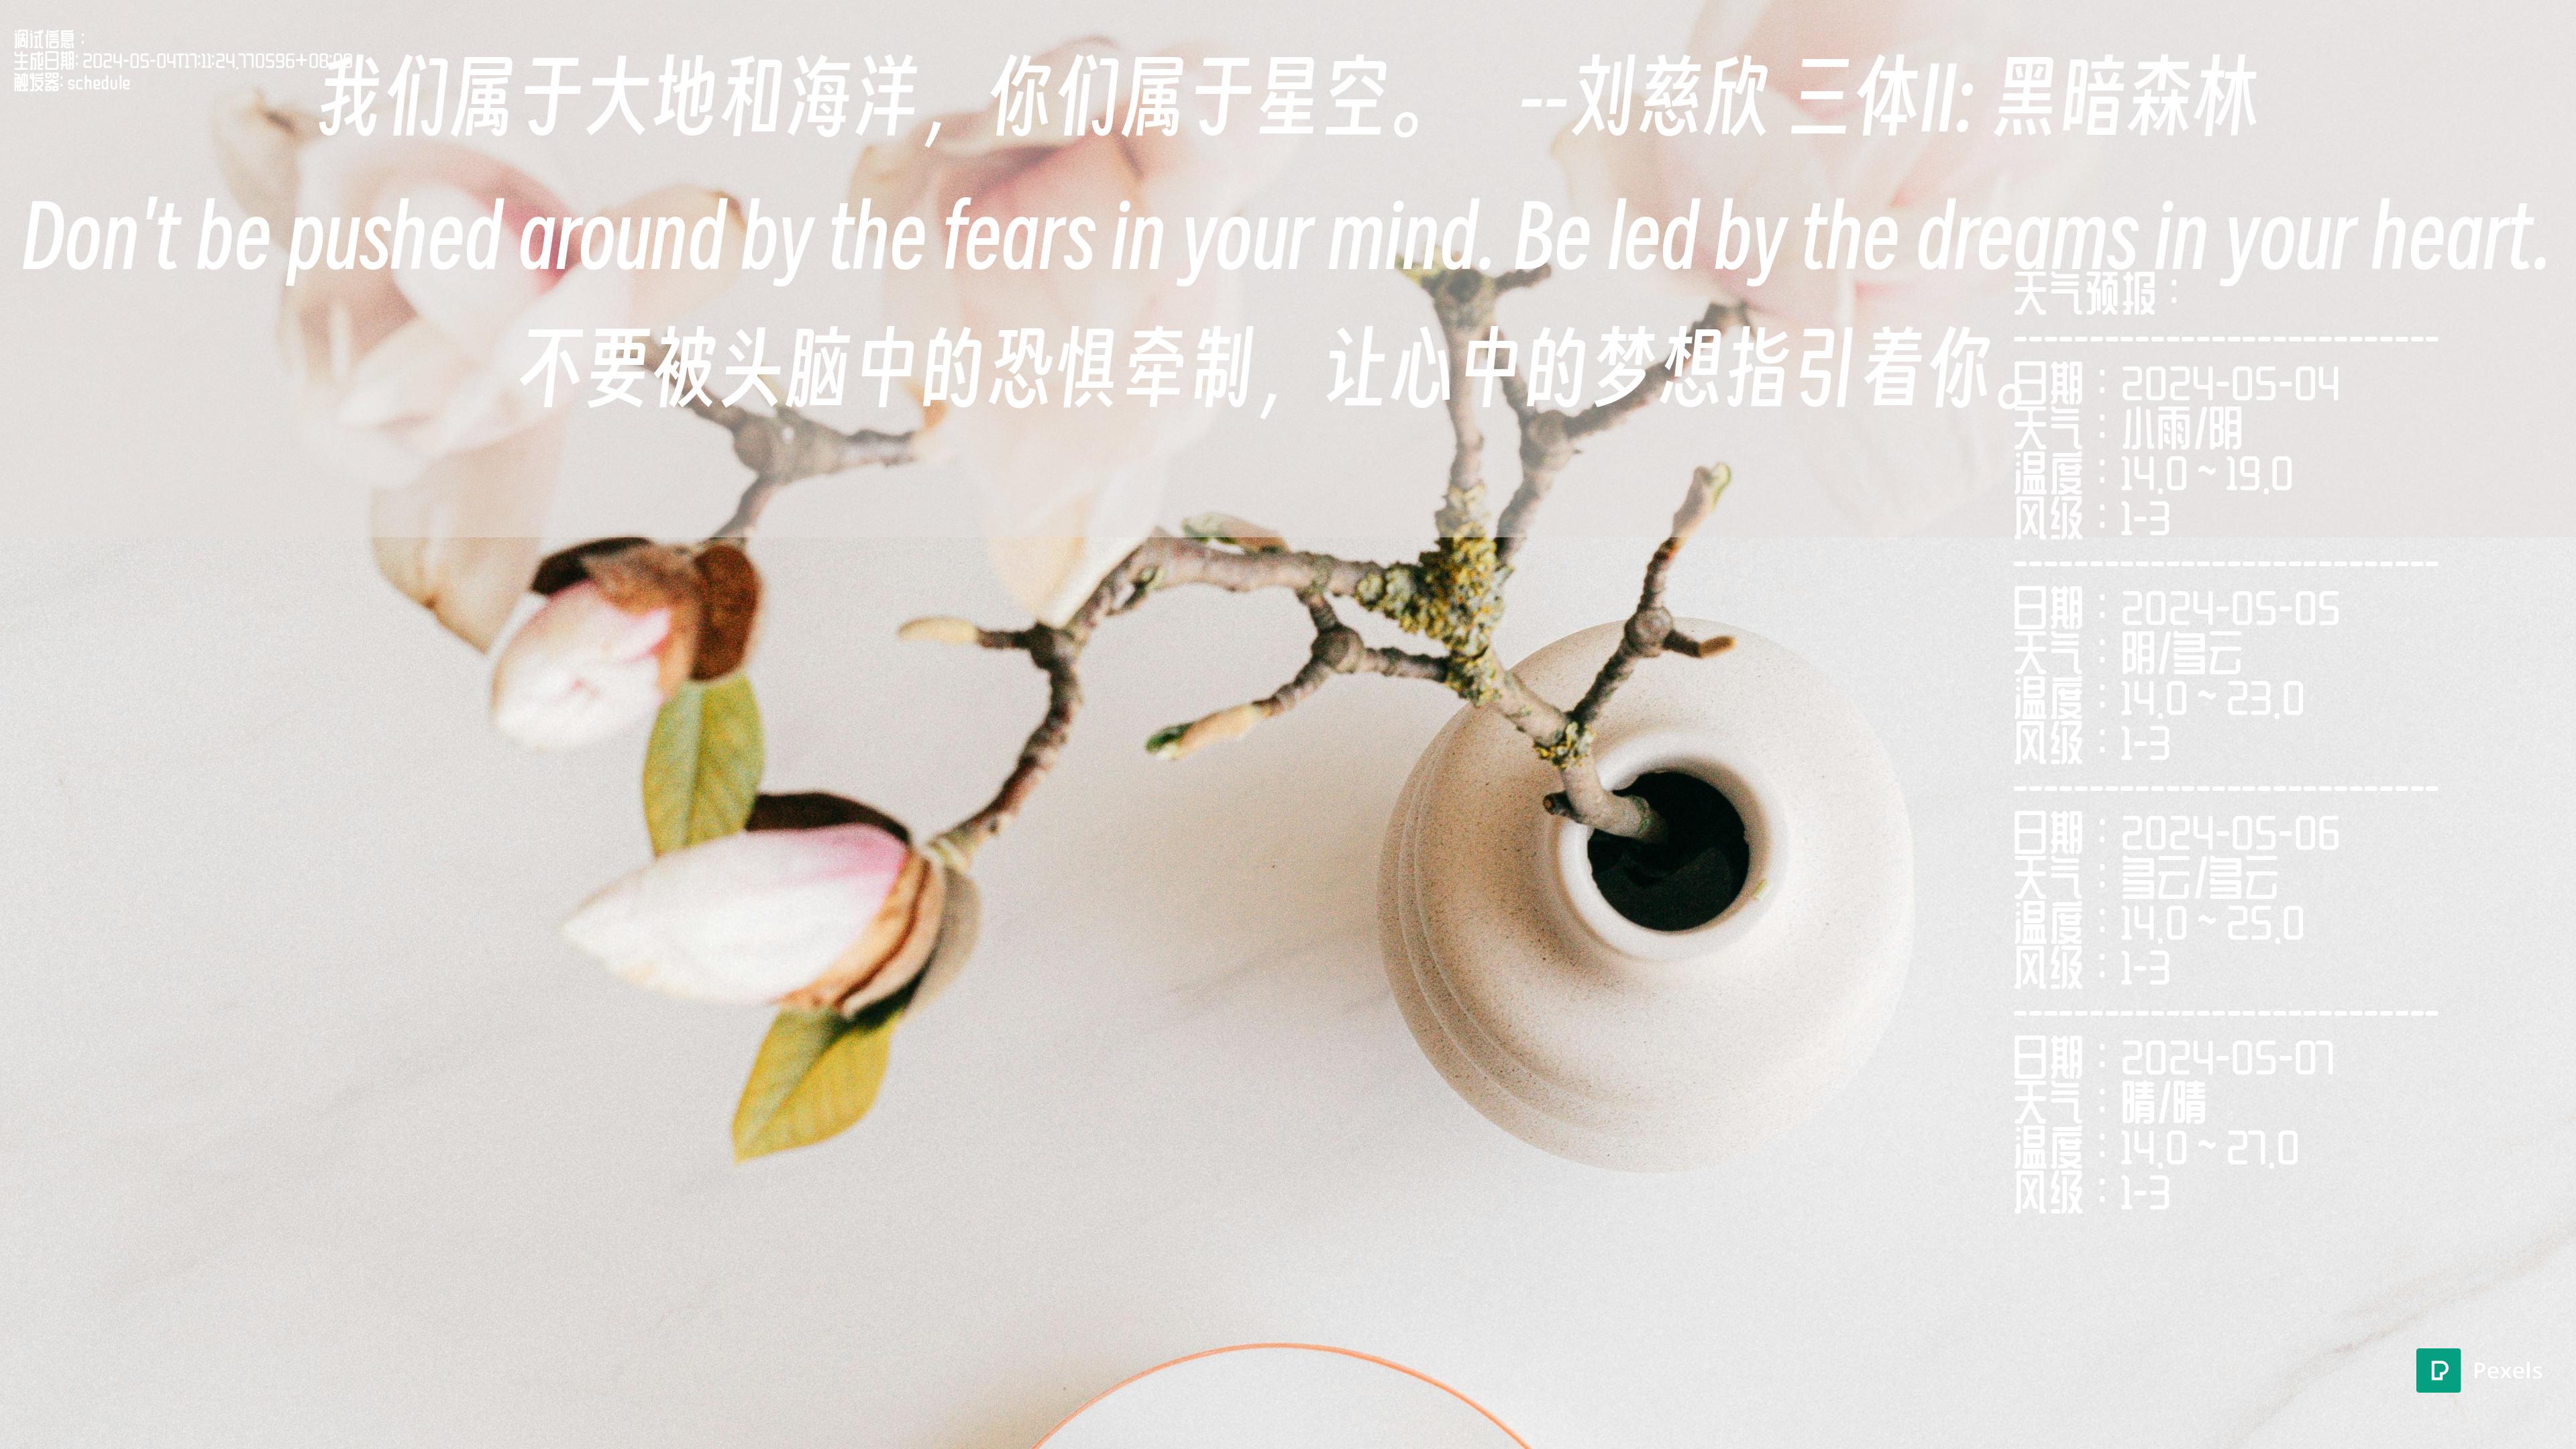 调试信息：
生成日期: 2024-05-04T17:11:24.770596+08:00
触发器: schedule
我们属于大地和海洋，你们属于星空。 --刘慈欣 三体II: 黑暗森林
Don't be pushed around by the fears in your mind. Be led by the dreams in your heart.
不要被头脑中的恐惧牵制，让心中的梦想指引着你。
天气预报：
------------------------------
日期：2024-05-04
天气：小雨/阴
温度：14.0 ~ 19.0
风级：1-3
------------------------------
日期：2024-05-05
天气：阴/多云
温度：14.0 ~ 23.0
风级：1-3
------------------------------
日期：2024-05-06
天气：多云/多云
温度：14.0 ~ 25.0
风级：1-3
------------------------------
日期：2024-05-07
天气：晴/晴
温度：14.0 ~ 27.0
风级：1-3
Pexels